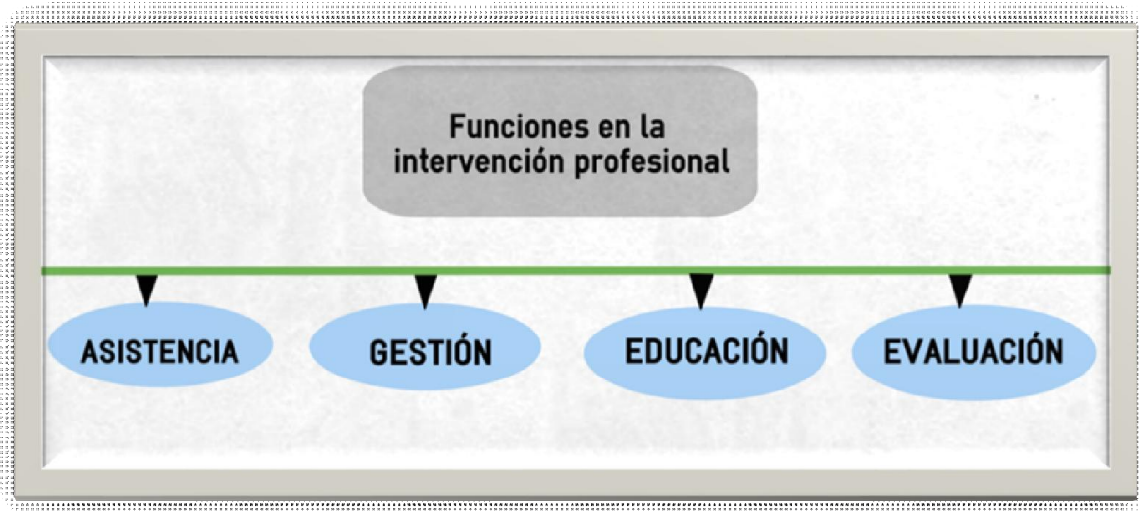 Funciones en la
intervención profesional
ASISTENCIA
GESTIÓN
EDUCACIÓN
EVALUACIÓN